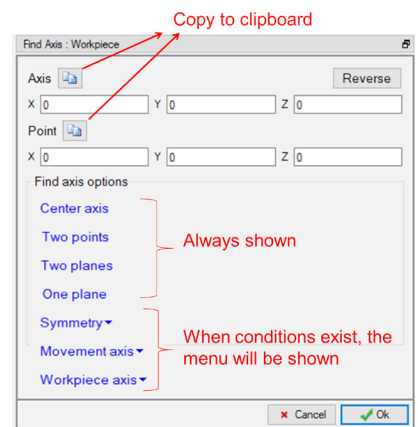 Copy to clipboard
Find Axis : Workpiece
Axis
Reverse
X 0 Y 0 Z 0
Point
X 0 Y 0 Z 0
Find axis options
Center axis
Two points
Always shown
Two planes
One plane
Symmetry
When conditions exist, the
menu will be shown
Movement axis
Workpiece axis
Cancel Ok